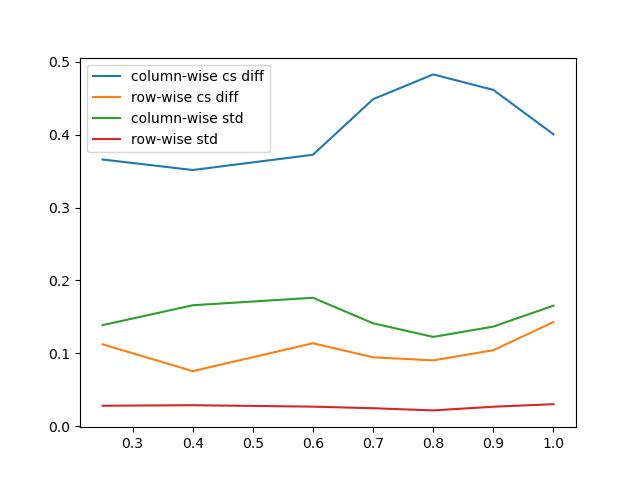 0.5
0.4
0.3
0.2
0.1
0.0
column-wise cs diff
row-wise cs diff
column-wise std
row-wise std
0.3 0.4 0.5 0.6 0.7 0.8 0.9 1.0